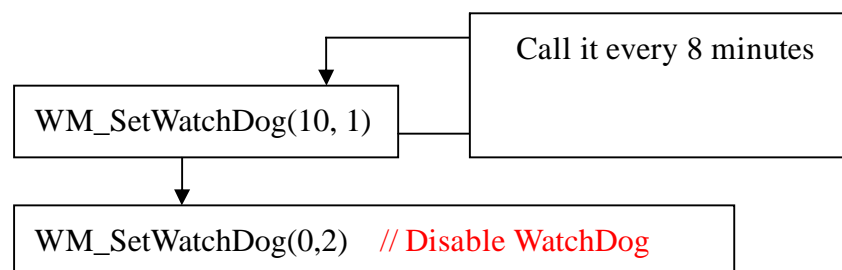 Call it every 8 minutes
WM_SetWatchDog(10, 1)
WM_SetWatchDog(0,2) // Disable WatchDog